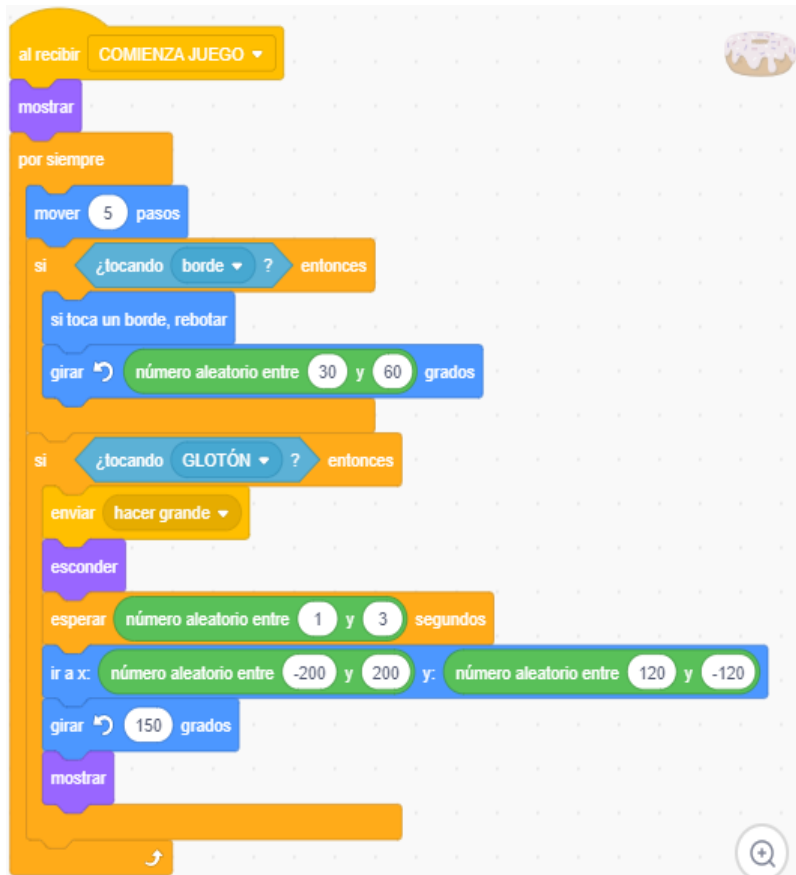 al recibir COMIENZA JUEGO
mostrar
por siempre
mover 5 pasos
si ¿tocando borde ? entonces
si toca un borde, rebotar
girar número aleatorio entre 30 y 60 grados
si ¿tocando GLOTÓN ? entonces
enviar hacer grande
esconder
esperar número aleatorio entre 1 y 3 segundos
ir a x: número aleatorio entre -200 y 200 y: número aleatorio entre 120 y -120
girar 150 grados
mostrar